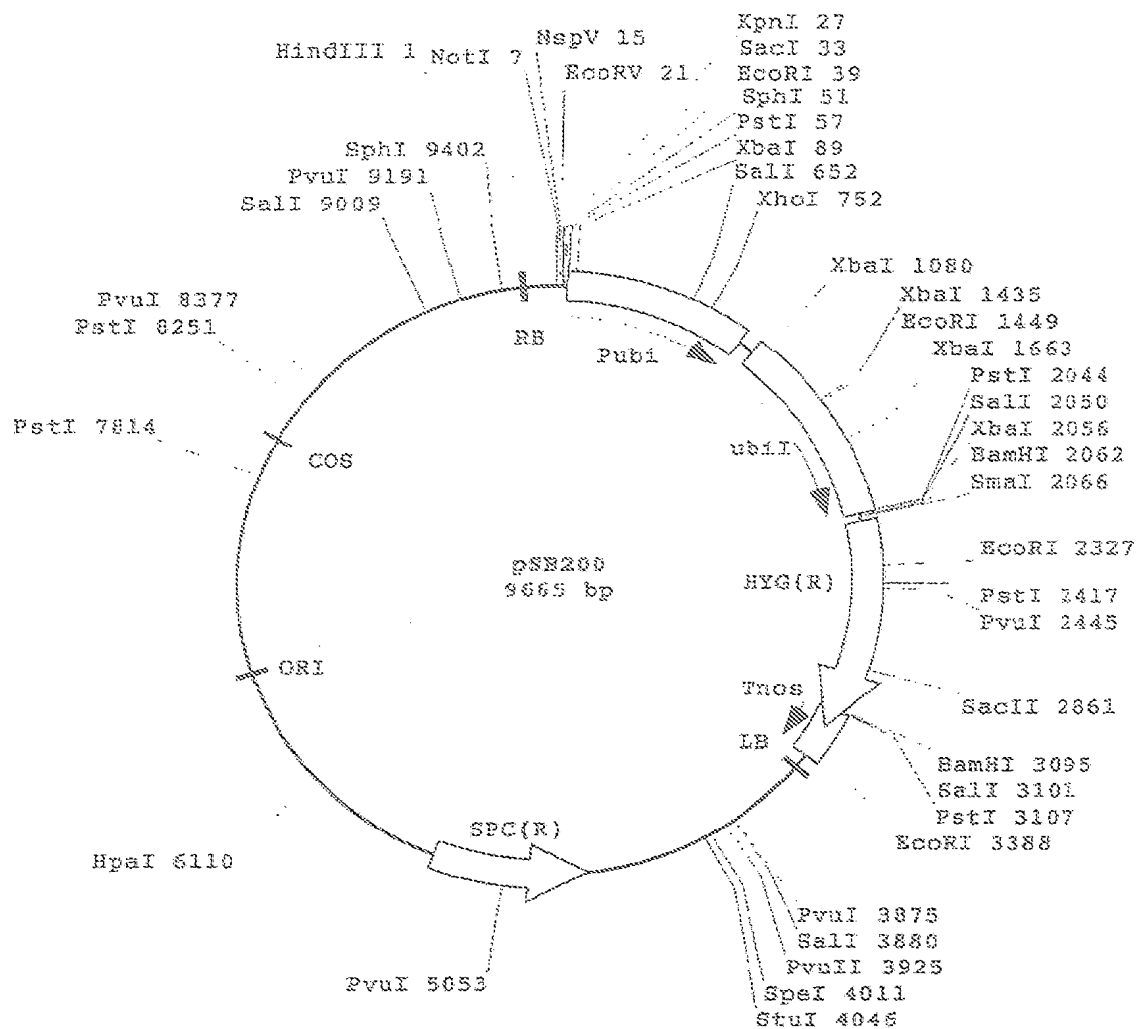 HindIII 1
NotI 7
NspV 15
EcoRV 21
KpnI 27
SacI 33
EcoRI 39
SphI 51
PstI 57
XbaI 89
SalI 652
XhoI 752
XbaI 1080
XbaI 1435
EcoRI 1449
XbaI 1663
PstI 2044
SalI 2050
XbaI 2056
BamHI 2062
SmaI 2066
EcoRI 2327
PstI 2417
PvuI 2445
SacII 2861
BamHI 3095
SalI 3101
PstI 3107
EcoRI 3388
PvuI 3875
SalI 3880
PvuII 3925
SpeI 4011
StuI 4046
PvuI 5053
HpaI 6110
PstI 7814
PstI 8251
PvuI 8377
SalI 9009
PvuI 9191
SphI 9402
RB
Pubi
ubiI
HYG(R)
Tnos
LB
SPC(R)
ORI
COS
pSB200
9665 bp